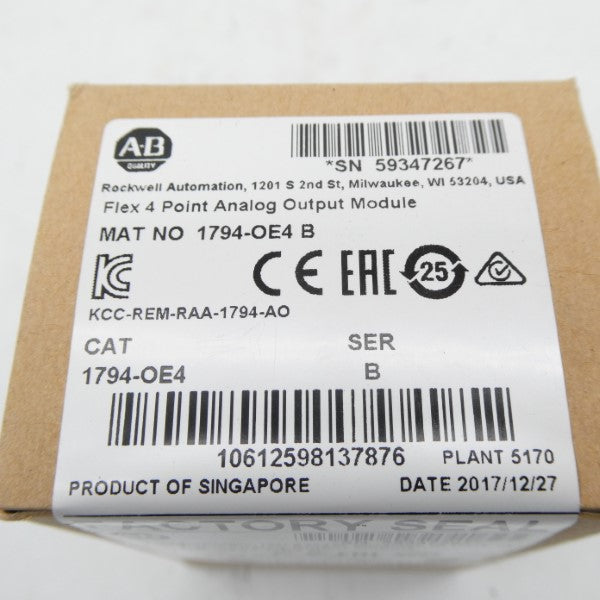 A-B
QUALITY
*SN 59347267*
Rockwell Automation, 1201 S 2nd St, Milwaukee, WI 53204, USA
Flex 4 Point Analog Output Module
MAT NO 1794-OE4 B
CE EAC 25
KCC-REM-RAA-1794-AO
CAT SER
1794-OE4 B
10612598137876 PLANT 5170
PRODUCT OF SINGAPORE DATE 2017/12/27
FACTORY SEAL